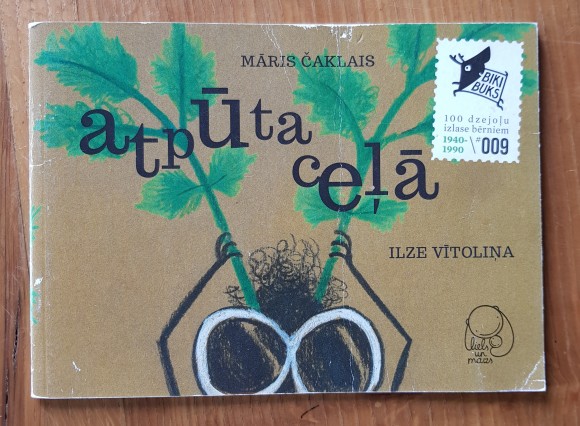 MĀRIS ČAKLAIS
atpūta
ceļā
BIKI
BUKS
100 dzejoļu
izlase bērniem
1940-
1990 \# 009
ILZE VĪTOLIŅA
liels
un
mazs